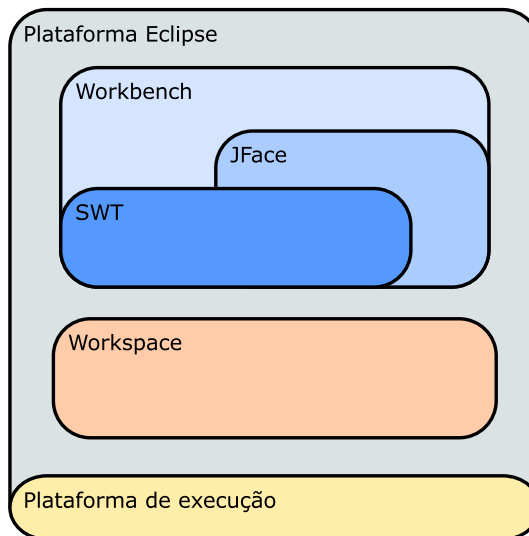 Plataforma Eclipse
Workbench
JFace
SWT
Workspace
Plataforma de execução